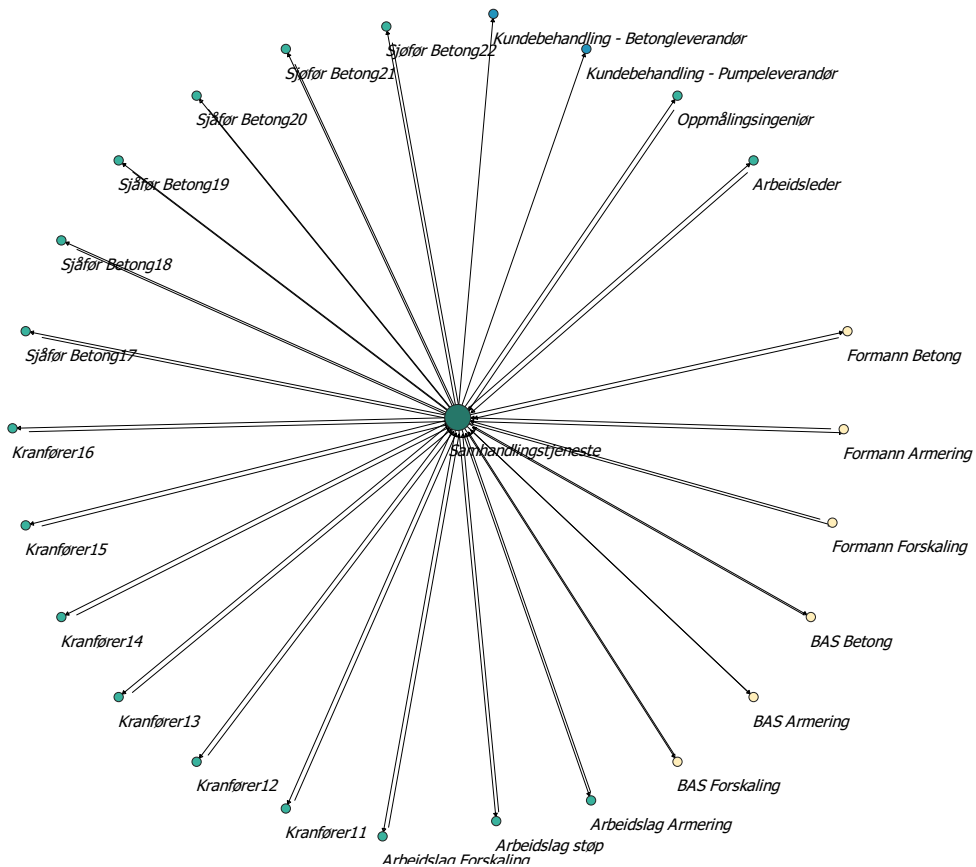 Kundebehandling - Betongleverandør
Sjøfør Betong22
Sjøfør Betong21
Kundebehandling - Pumpeleverandør
Sjåfør Betong20
Oppmålingsingeniør
Sjåfør Betong19
Arbeidsleder
Sjåfør Betong18
Sjåfør Betong17
Formann Betong
Kranfører16
Samhandlingstjeneste
Formann Armering
Kranfører15
Formann Forskaling
Kranfører14
BAS Betong
Kranfører13
BAS Armering
Kranfører12
BAS Forskaling
Kranfører11
Arbeidslag Armering
Arbeidslag støp
Arbeidslag Forskaling